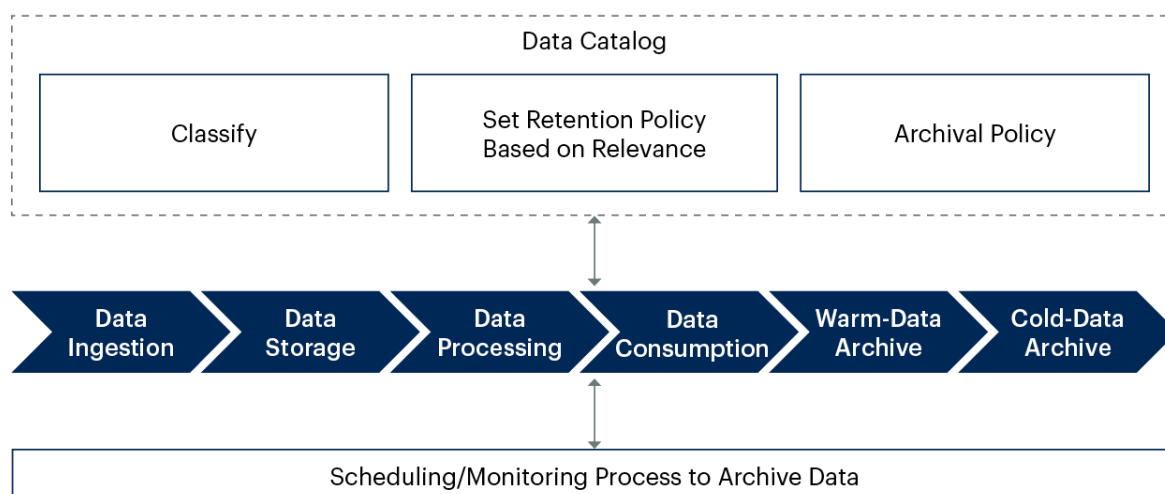 Data Catalog
Classify
Set Retention Policy
Based on Relevance
Archival Policy
Data
Ingestion
Data
Storage
Data
Processing
Data
Consumption
Warm-Data
Archive
Cold-Data
Archive
Scheduling/Monitoring Process to Archive Data